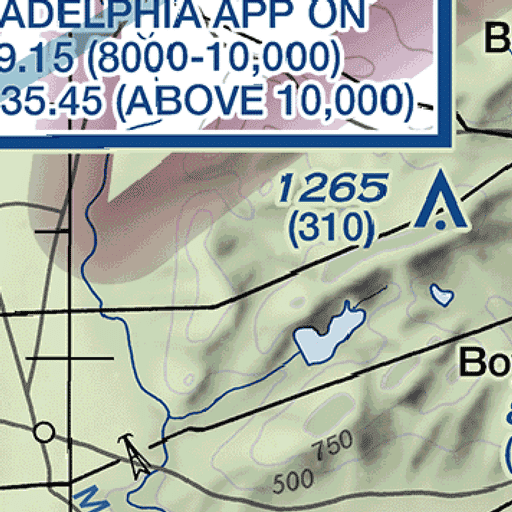 ADELPHIA APP ON
9.15 (8000-10,000)
35.45 (ABOVE 10,000)
B
1265
(310)
Bo
750
500
M